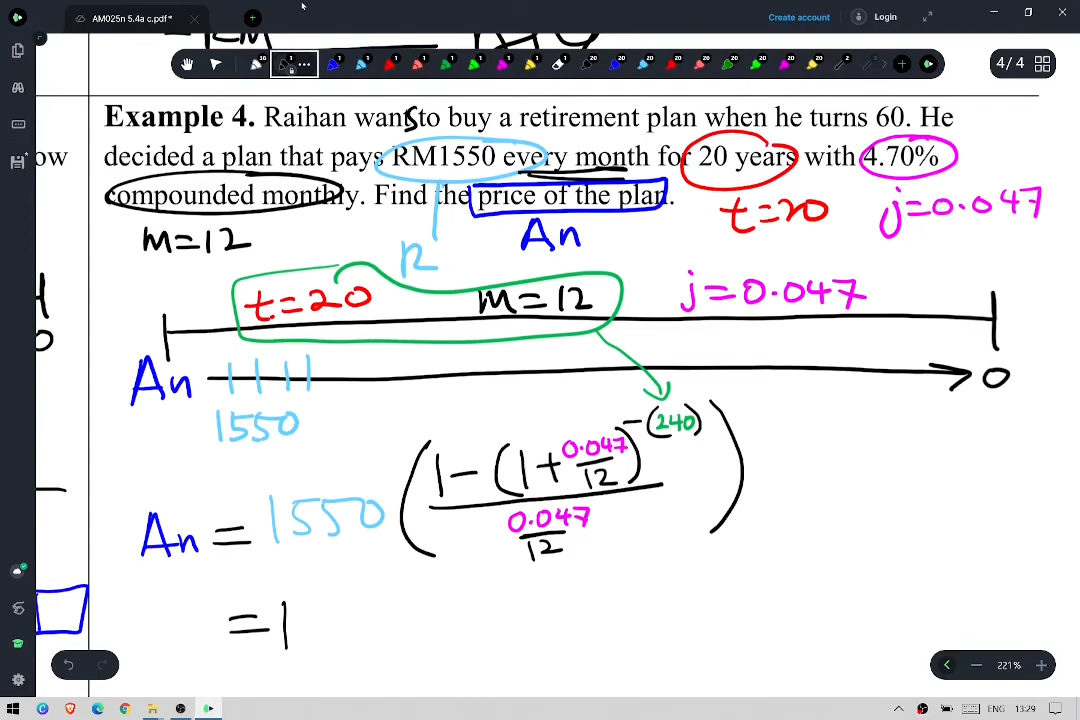 AM025n 5.4a c.pdf*
Create account
Login
4/4
Example 4. Raihan wants to buy a retirement plan when he turns 60. He
ow
decided a plan that pays RM1550 every month for 20 years with 4.70%
compounded monthly. Find the price of the plan.
t=20
j=0.047
m=12
R
An
t=20
m=12
j=0.047
An
0
1550
An = 1550 ( 1 - (1 + 0.047/12)^-(240) / 0.047/12 )
= 1
221%
ENG
13:29